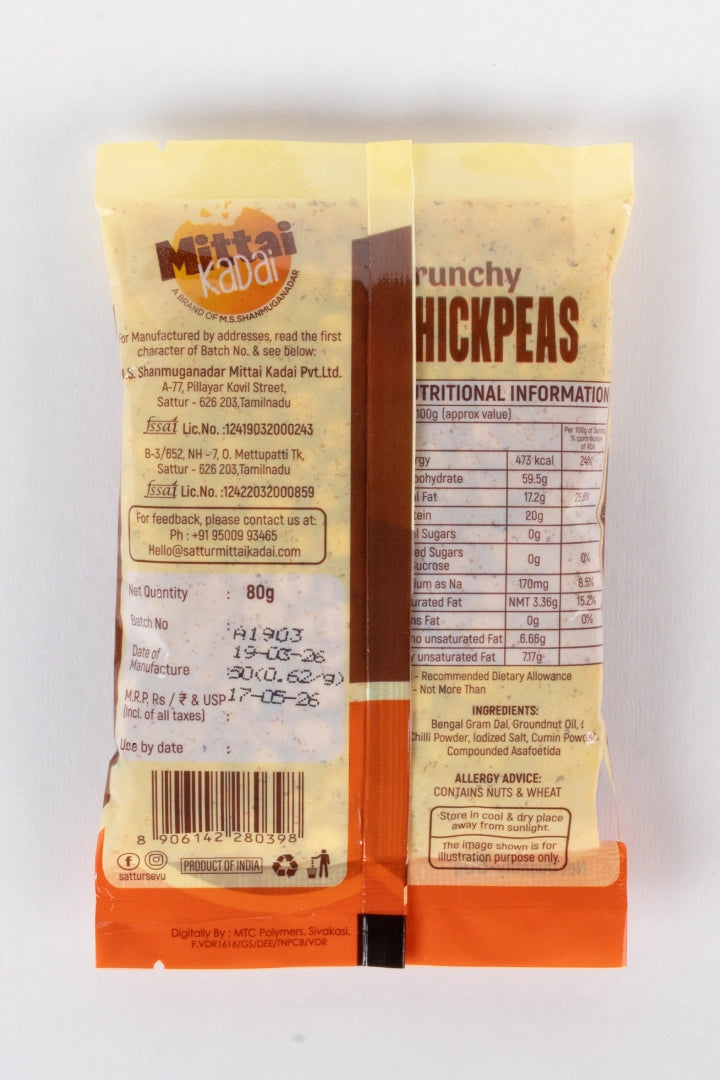 Mittai
Kadai
A BRAND OF M.S.SHANMUGANADAR
For Manufactured by addresses, read the first
character of Batch No. & see below:
.S. Shanmuganadar Mittai Kadai Pvt.Ltd.
A-77, Pillayar Kovil Street,
Sattur - 626 203,Tamilnadu
fssai Lic.No. :12419032000243
B-3/652, NH - 7, O. Mettupatti Tk,
Sattur - 626 203,Tamilnadu
fssai Lic.No. :12422032000859
For feedback, please contact us at:
Ph : +91 95009 93465
Hello@satturmittaikadai.com
Net Quantity : 80g
Batch No : A1903
Date of
Manufacture : 19-03-26
M.R.P. Rs / ₹ & USP
(Incl. of all taxes) : 50(0.62/g)
Use by date : 17-05-26
8 906142 280398
sattursevu
PRODUCT OF INDIA
Digitally By : MTC Polymers, Sivakasi.
F.VDR1616/GS/DEE/TNPCB/VDR
runchy
HICKPEAS
UTRITIONAL INFORMATION
100g (approx value)
Per 100g of Serving
% contribution
of RDA
rgy 473 kcal 24%
bohydrate 59.5g
l Fat 17.2g 25.6%
tein 20g
l Sugars 0g
ed Sugars
ucrose 0g 0%
ium as Na 170mg 8.5%
urated Fat NMT 3.36g 15.2%
ns Fat 0g 0%
no unsaturated Fat 6.66g
y unsaturated Fat 7.17g
- Recommended Dietary Allowance
- Not More Than
INGREDIENTS:
Bengal Gram Dal, Groundnut Oil,
Chilli Powder, Iodized Salt, Cumin Powder,
Compounded Asafoetida
ALLERGY ADVICE:
CONTAINS NUTS & WHEAT
Store in cool & dry place
away from sunlight.
The image shown is for
illustration purpose only.